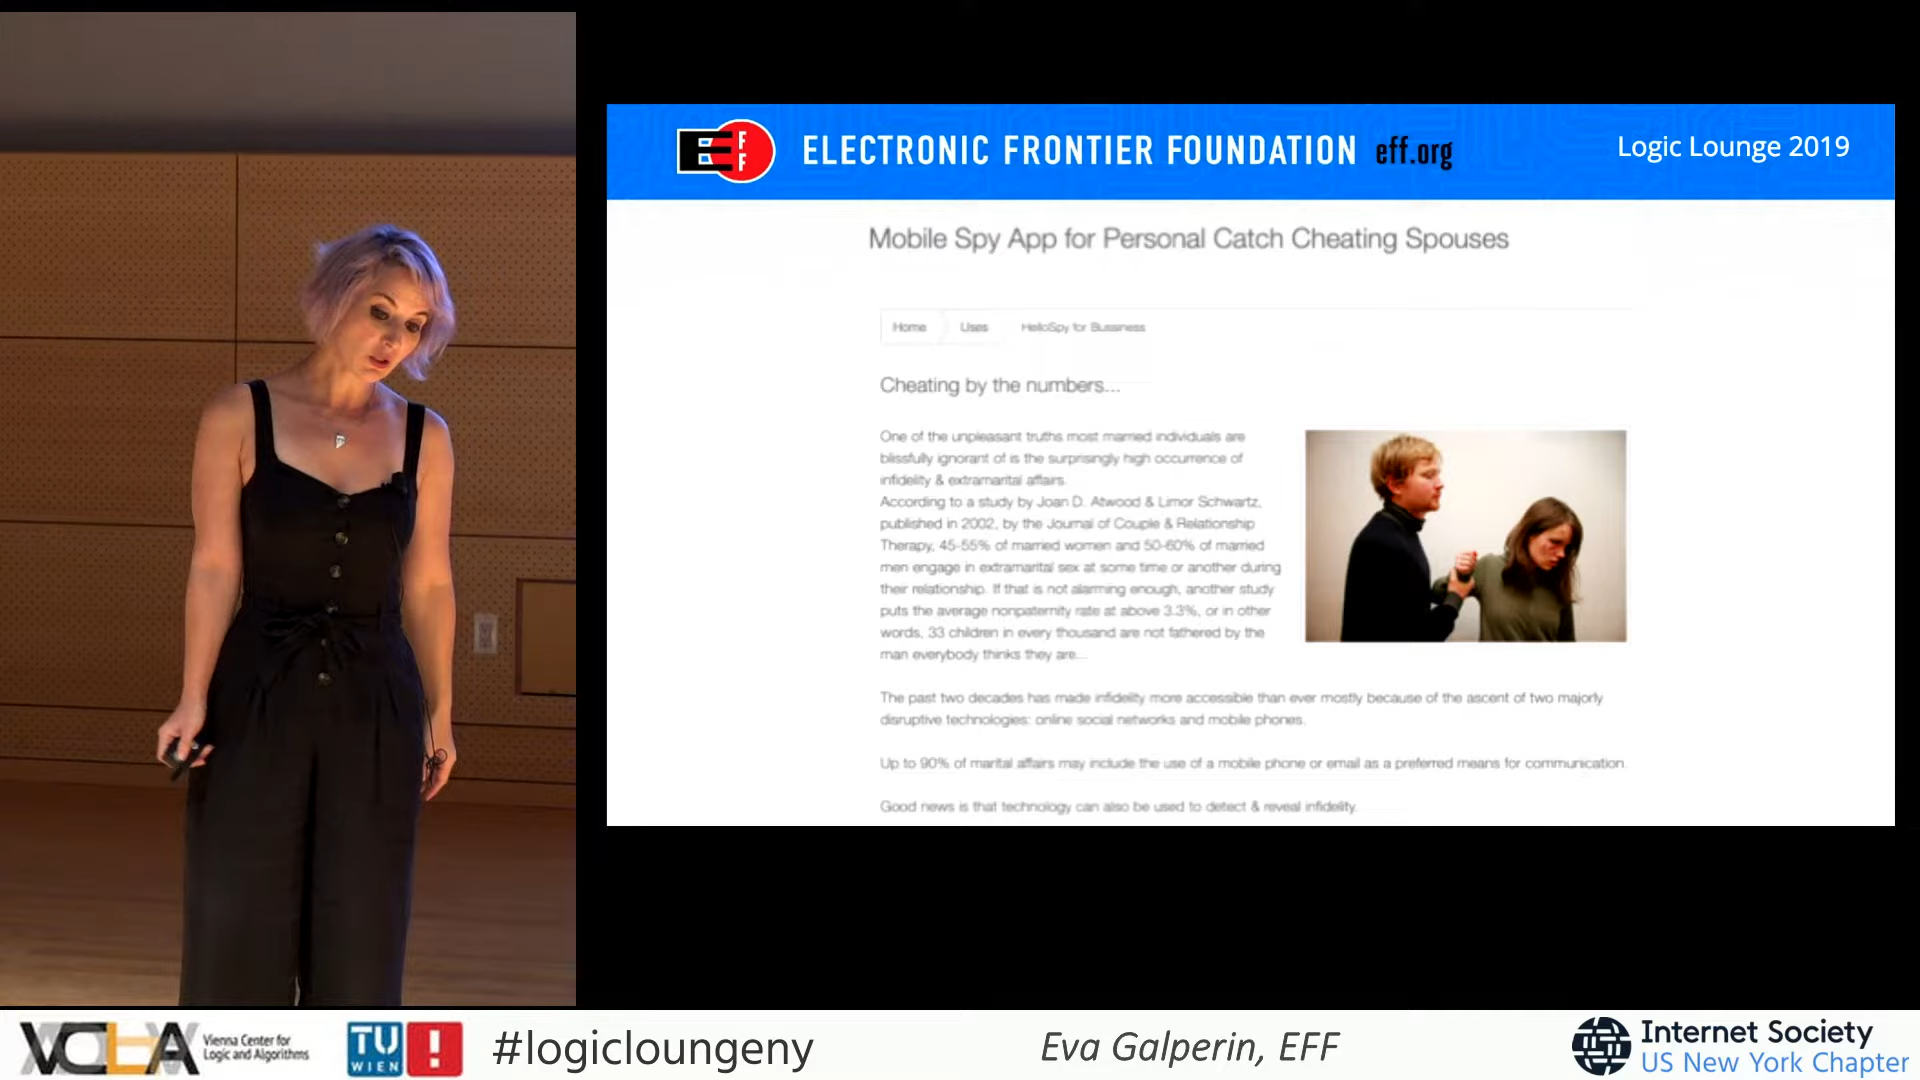 EFF
ELECTRONIC FRONTIER FOUNDATION eff.org
Logic Lounge 2019
Mobile Spy App for Personal Catch Cheating Spouses
Home Uses HelloSpy for Bussiness
Cheating by the numbers...
One of the unpleasant truths most married individuals are
blissfully ignorant of is the surprisingly high occurrence of
infidelity & extramarital affairs.
According to a study by Joan D. Atwood & Limor Schwartz,
published in 2002, by the Journal of Couple & Relationship
Therapy, 45-55% of married women and 50-60% of married
men engage in extramarital sex at some time or another during
their relationship. If that is not alarming enough, another study
puts the average nonpaternity rate at above 3.3%, or in other
words, 33 children in every thousand are not fathered by the
man everybody thinks they are...
The past two decades has made infidelity more accessible than ever mostly because of the ascent of two majorly
disruptive technologies: online social networks and mobile phones.
Up to 90% of marital affairs may include the use of a mobile phone or email as a preferred means for communication.
Good news is that technology can also be used to detect & reveal infidelity.
VCLA
Vienna Center for
Logic and Algorithms
TU
WIEN
!
#logicloungeny
Eva Galperin, EFF
Internet Society
US New York Chapter